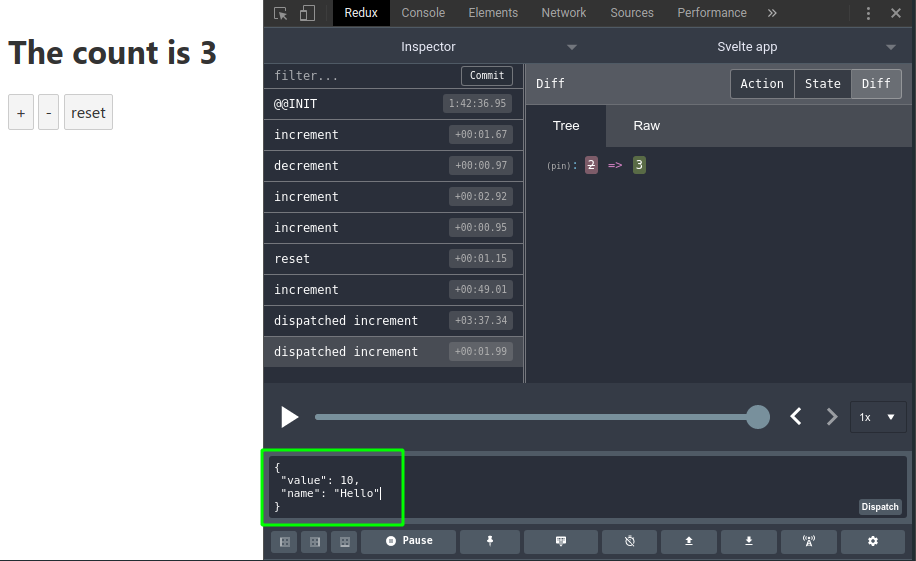 The count is 3
+ - reset
Redux Console Elements Network Sources Performance »
Inspector Svelte app
filter... Commit
@@INIT 1:42:36.95
increment +00:01.67
decrement +00:00.97
increment +00:02.92
increment +00:00.95
reset +00:01.15
increment +00:49.01
dispatched increment +03:37.34
dispatched increment +00:01.99
Diff Action State Diff
Tree Raw
(pin): 2 => 3
1x
{
"value": 10,
"name": "Hello"
}
Dispatch
Pause